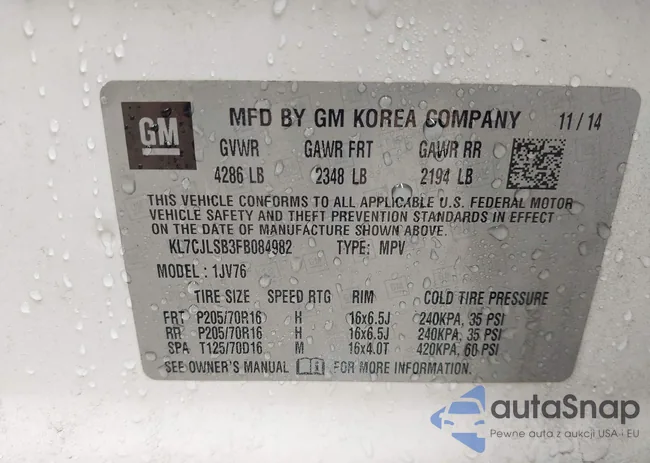 GM MFD BY GM KOREA COMPANY 11/14
GVWR GAWR FRT GAWR RR
4286 LB 2348 LB 2194 LB
THIS VEHICLE CONFORMS TO ALL APPLICABLE U.S. FEDERAL MOTOR
VEHICLE SAFETY AND THEFT PREVENTION STANDARDS IN EFFECT
ON THE DATE OF MANUFACTURE SHOWN ABOVE.
KL7CJLSB3FB084982 TYPE: MPV
MODEL: 1JV76
TIRE SIZE SPEED RTG RIM COLD TIRE PRESSURE
FRT P205/70R16 H 16x6.5J 240KPA, 35 PSI
RR P205/70R16 H 16x6.5J 240KPA, 35 PSI
SPA T125/70D16 M 16x4.0T 420KPA, 60 PSI
SEE OWNER'S MANUAL FOR MORE INFORMATION.
autaSnap
Pewne auta z aukcji USA - EU